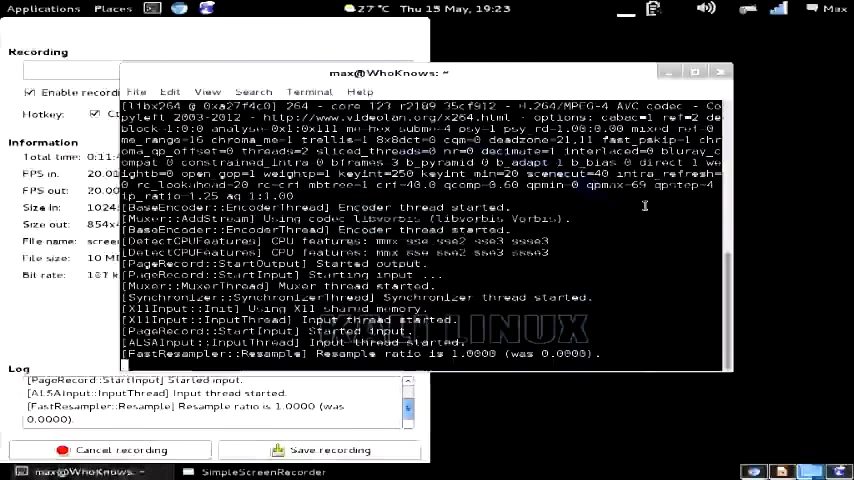 Applications Places 27 °C Thu 15 May, 19:23 Max
Recording
Enable recordi
Hotkey:
Information
Total time: 0:11:4
FPS in 20.0
FPS out: 20.0
Size in: 1024
Size out: 854x4
File name: scree
File size: 10 M
Bit rate:
max@WhoKnows: ~
File Edit View Search Terminal Help
[libx264 @ 0xa27f4c0] 264 - core 123 r2189 35cf912 - H.264/MPEG-4 AVC codec - Co
pyleft 2003-2012 - http://www.videolan.org/x264.html - options: cabac=1 ref=2 de
block=1:0:0 analyse=0x1:0x111 me=hex subme=4 psy=1 psy_rd=1.00:0.00 mixed_ref=0
me_range=16 chroma_me=1 trellis=1 8x8dct=0 cqm=0 deadzone=21,11 fast_pskip=1 chr
oma_qp_offset=0 threads=2 sliced_threads=0 nr=0 decimate=1 interlaced=0 bluray_c
ompat=0 constrained_intra=0 bframes=3 b_pyramid=0 b_adapt=1 b_bias=0 direct=1 we
ightb=0 open_gop=1 weightp=1 keyint=250 keyint_min=20 scenecut=40 intra_refresh=
0 rc_lookahead=20 rc=crf mbtree=1 crf=40.0 qcomp=0.60 qpmin=0 qpmax=69 qpstep=4
ip_ratio=1.25 aq=1:1.00
[BaseEncoder::EncoderThread] Encoder thread started.
[Muxer::AddStream] Using codec libvorbis (libvorbis Vorbis).
[BaseEncoder::EncoderThread] Encoder thread started.
[DetectCPUFeatures] CPU features: mmx sse sse2 sse3 ssse3
[DetectCPUFeatures] CPU features: mmx sse sse2 sse3 ssse3
[PageRecord::StartOutput] Started output.
[PageRecord::StartInput] Starting input ...
[Muxer::MuxerThread] Muxer thread started.
[Synchronizer::SynchronizerThread] Synchronizer thread started.
[X11Input::Init] Using X11 shared memory.
[X11Input::InputThread] Input thread started.
[PageRecord::StartInput] Started input.
[ALSAInput::InputThread] Input thread started.
[FastResampler::Resample] Resample ratio is 1.0000 (was 0.0000).
KALI LINUX
Log
[PageRecord::StartInput] Started input.
[ALSAInput::InputThread] Input thread started.
[FastResampler::Resample] Resample ratio is 1.0000 (was
0.0000).
Cancel recording Save recording
max@WhoKnows: ~ SimpleScreenRecorder